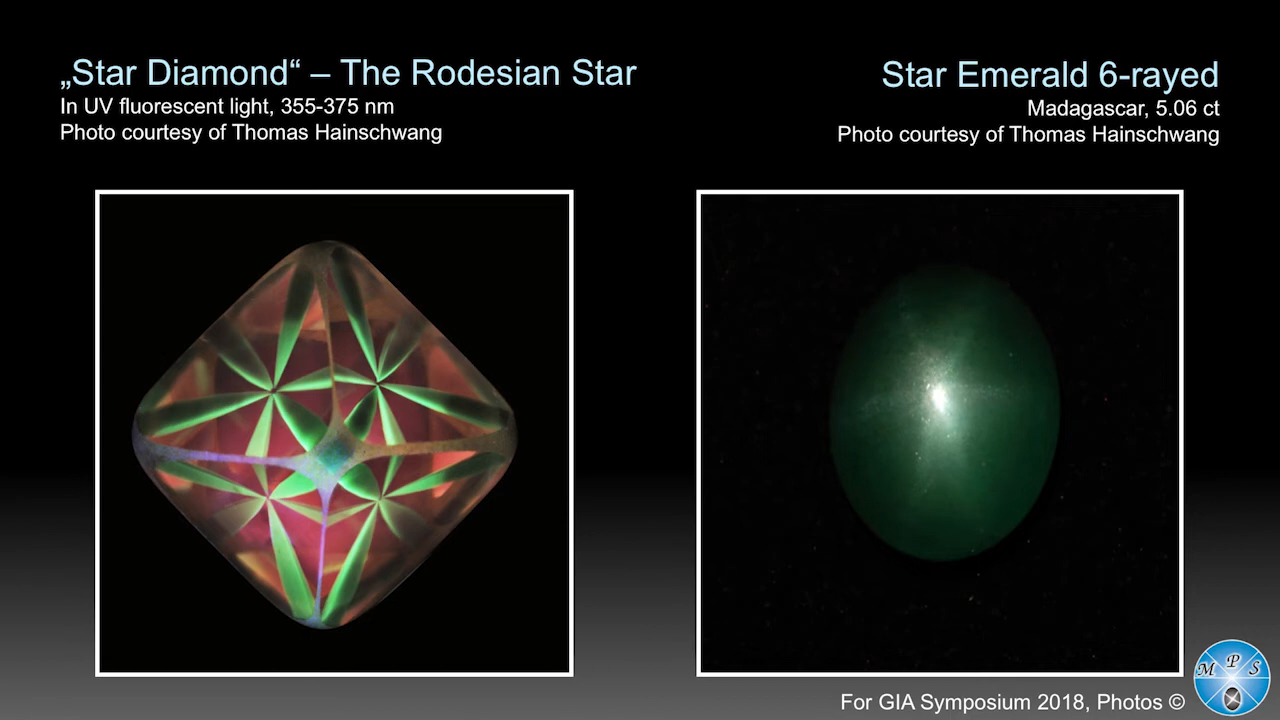 „Star Diamond“ – The Rodesian Star
In UV fluorescent light, 355-375 nm
Photo courtesy of Thomas Hainschwang
Star Emerald 6-rayed
Madagascar, 5.06 ct
Photo courtesy of Thomas Hainschwang
For GIA Symposium 2018, Photos ©
M P S